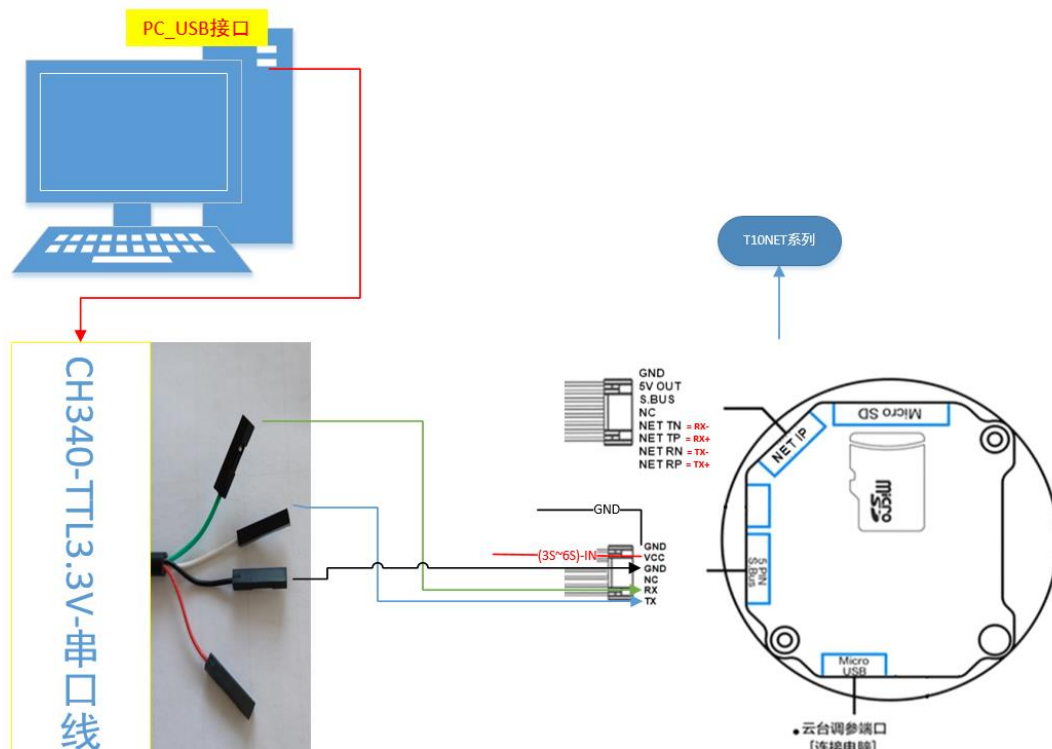 PC_USB接口
T10NET系列
CH340-TTL3.3V-串口线
GND
5V OUT
S.BUS
NC
NET TN = RX-
NET TP = RX+
NET RN = TX-
NET RP = TX+
GND
(3S~6S)-IN
GND
VCC
GND
NC
RX
TX
Micro SD
NET IP
micro
SD
5 PIN
S.Bus
Micro
USB
•云台调参端口
[连接电脑]